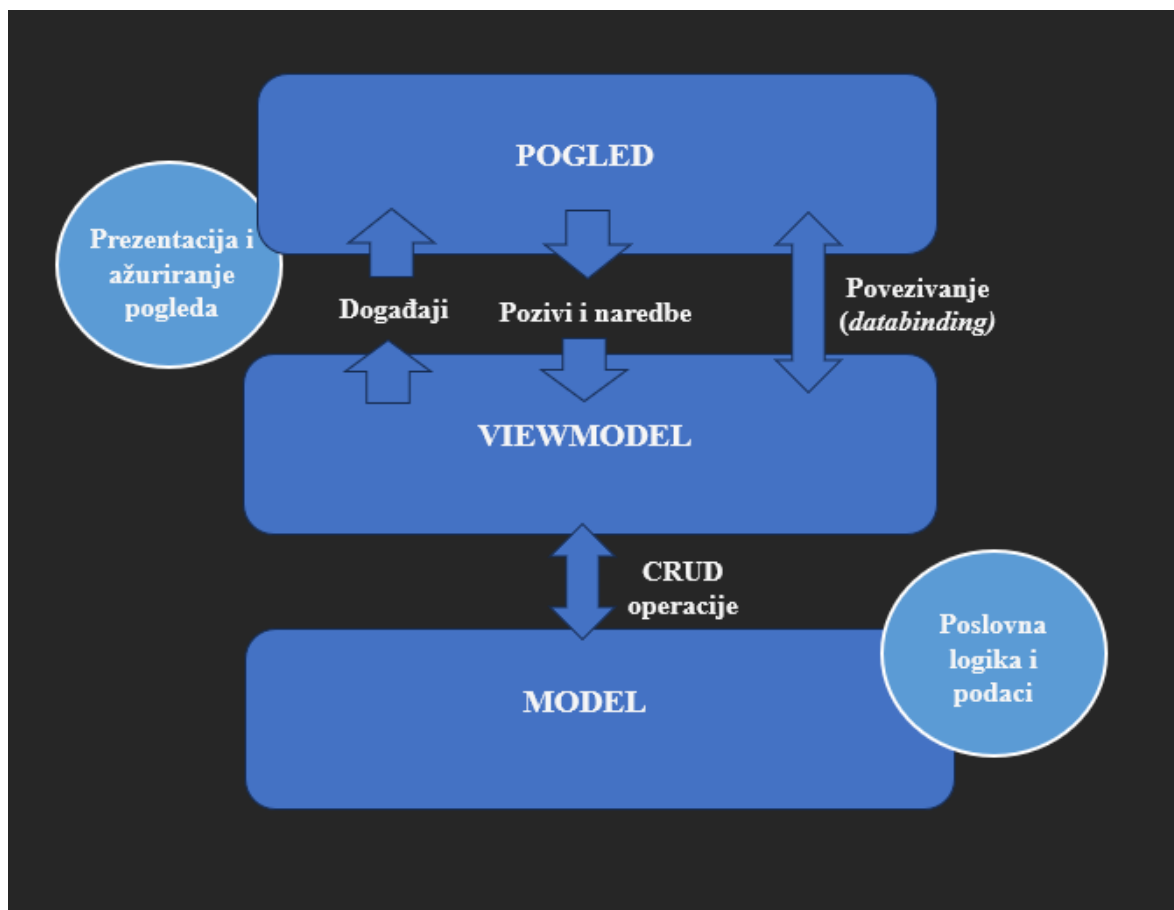 POGLED
Prezentacija i
ažuriranje
pogleda
Događaji
Pozivi i naredbe
Povezivanje
(databinding)
VIEWMODEL
CRUD
operacije
Poslovna
logika i
podaci
MODEL